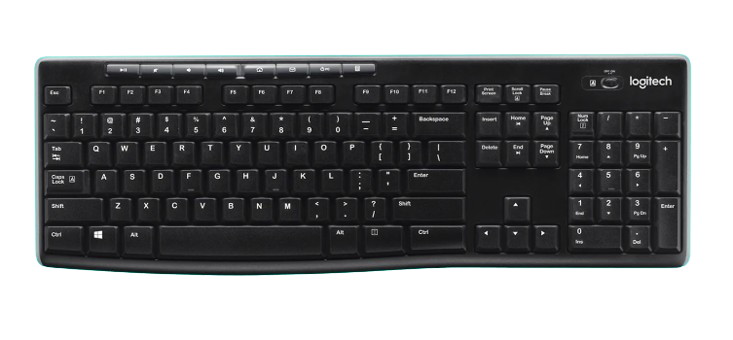 OFF ON
A
logitech
Esc F1 F2 F3 F4 F5 F6 F7 F8 F9 F10 F11 F12 Print Screen Scroll Lock A Pause Break
~ ` ! 1 @ 2 # 3 $ 4 % 5 ^ 6 & 7 * 8 ( 9 ) 0 — - + = Backspace Insert Home Page Up Num Lock 1 / * −
Tab Q W E R T Y U I O P { [ } ] | \ Delete End Page Down 7 Home 8 9 Pg Up +
Caps Lock A A S D F G H J K L : ; " ' Enter 4 5 6
Shift Z X C V B N M < , > . ? / Shift 1 End 2 3 Pg Dn Enter
Ctrl Alt Alt Ctrl 0 Ins . Del